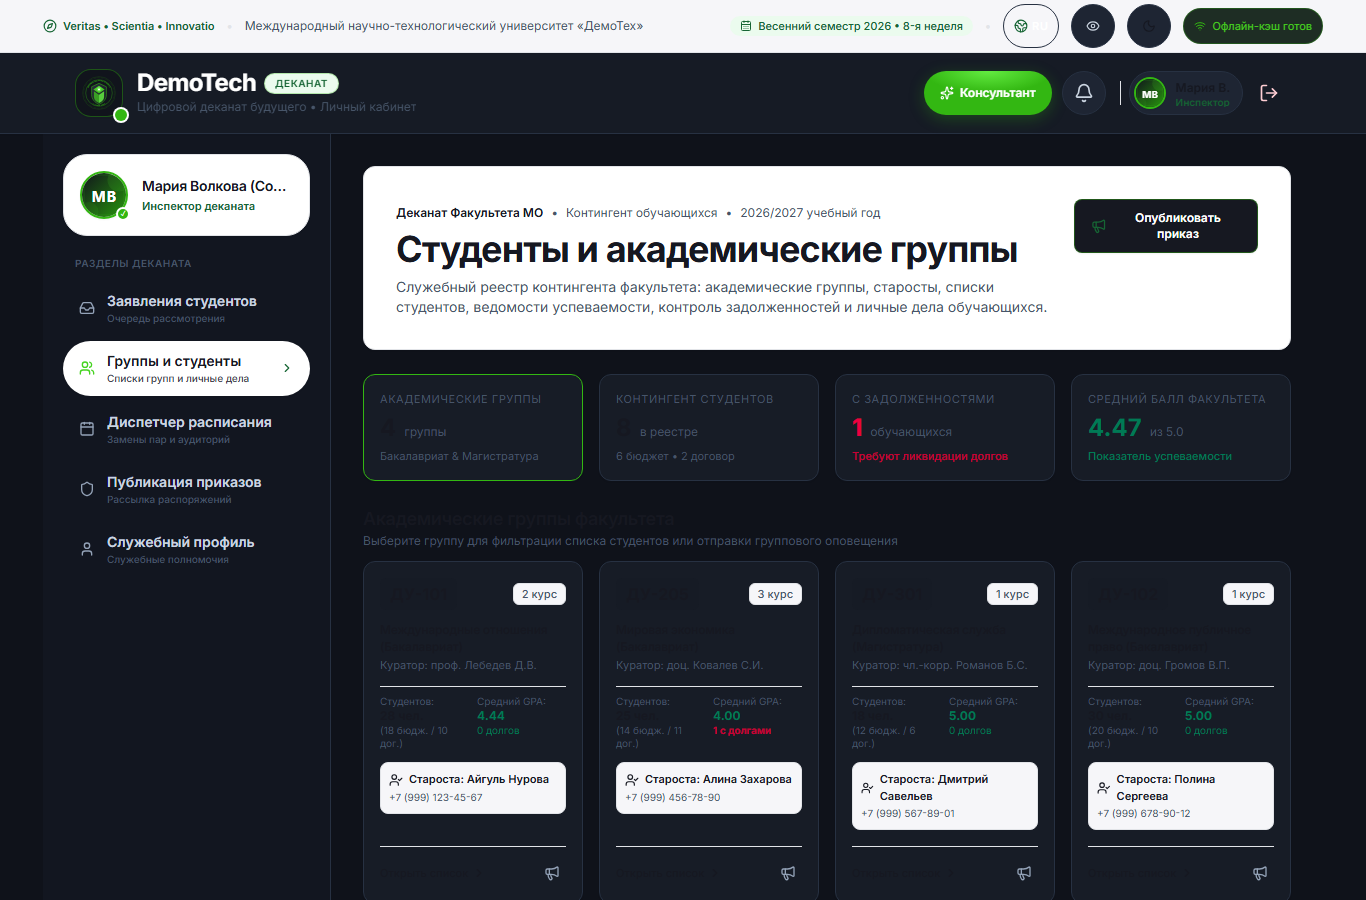 Veritas • Scientia • Innovatio
Международный научно-технологический университет «ДемоТех»
Весенний семестр 2026 • 8-я неделя
Офлайн-кэш готов
DemoTech
ДЕКАНАТ
Цифровой деканат будущего • Личный кабинет
Консультант
МВ
Мария В.
Инспектор
МВ
Мария Волкова (Со...
Инспектор деканата
РАЗДЕЛЫ ДЕКАНАТА
Заявления студентов
Очередь рассмотрения
Группы и студенты
Списки групп и личные дела
Диспетчер расписания
Замены пар и аудиторий
Публикация приказов
Рассылка распоряжений
Служебный профиль
Служебные полномочия
Деканат Факультета МО • Контингент обучающихся • 2026/2027 учебный год
Студенты и академические группы
Служебный реестр контингента факультета: академические группы, старосты, списки
студентов, ведомости успеваемости, контроль задолженностей и личные дела обучающихся.
Опубликовать
приказ
АКАДЕМИЧЕСКИЕ ГРУППЫ
4 группы
Бакалавриат & Магистратура
КОНТИНГЕНТ СТУДЕНТОВ
8 в реестре
6 бюджет • 2 договор
С ЗАДОЛЖЕННОСТЯМИ
1 обучающихся
Требуют ликвидации долгов
СРЕДНИЙ БАЛЛ ФАКУЛЬТЕТА
4.47 из 5.0
Показатель успеваемости
Академические группы факультета
Выберите группу для фильтрации списка студентов или отправки группового оповещения
2 курс
Куратор: проф. Лебедев Д.В.
Студентов:
Средний GPA:
4.44
(18 бюдж. / 10
дог.)
0 долгов
Староста: Айгуль Нурова
+7 (999) 123-45-67
3 курс
Куратор: доц. Ковалев С.И.
Студентов:
Средний GPA:
4.00
(14 бюдж. / 11
дог.)
1 с долгами
Староста: Алина Захарова
+7 (999) 456-78-90
1 курс
Куратор: чл.-корр. Романов Б.С.
Студентов:
Средний GPA:
5.00
(12 бюдж. / 6
дог.)
0 долгов
Староста: Дмитрий
Савельев
+7 (999) 567-89-01
1 курс
Куратор: доц. Громов В.П.
Студентов:
Средний GPA:
5.00
(20 бюдж. / 10
дог.)
0 долгов
Староста: Полина
Сергеева
+7 (999) 678-90-12